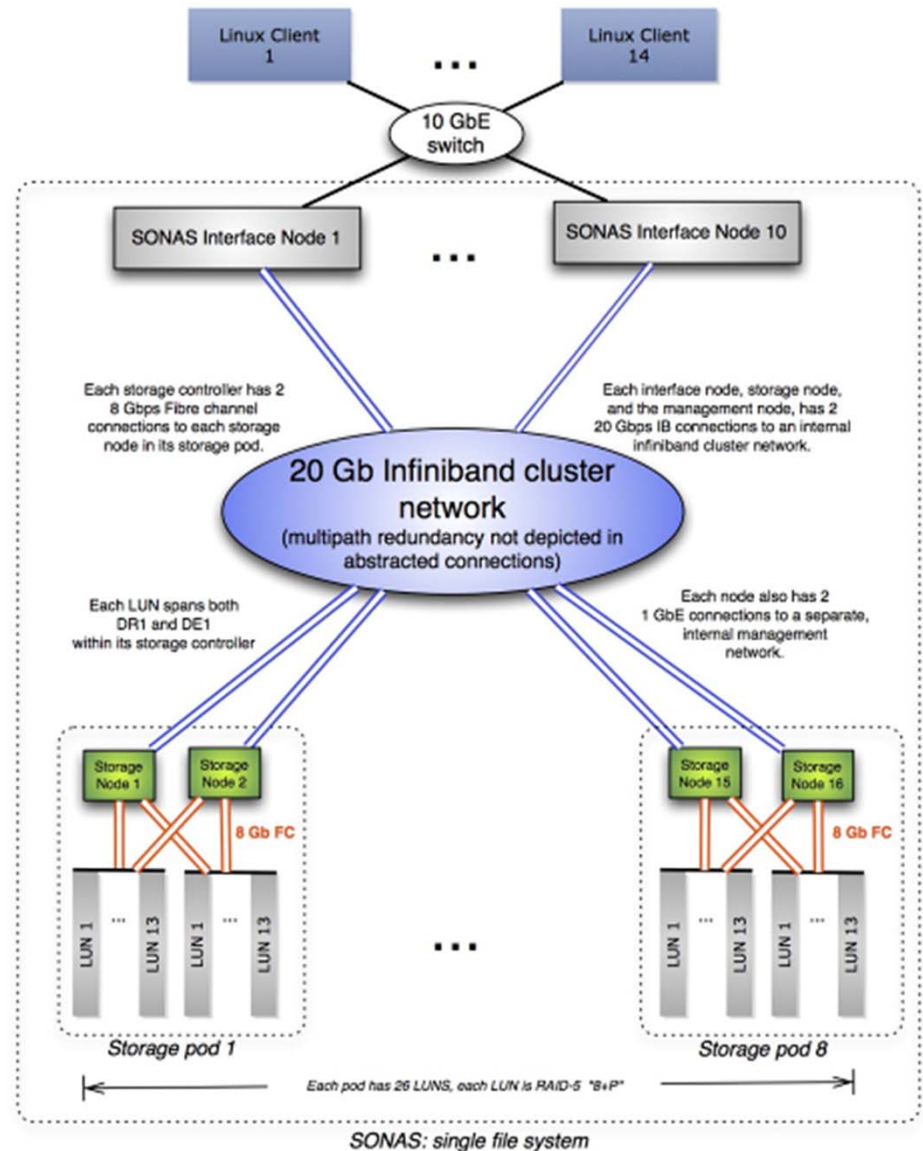 Linux Client
1
...
Linux Client
14
10 GbE
switch
SONAS Interface Node 1
...
SONAS Interface Node 10
Each storage controller has 2
8 Gbps Fibre channel
connections to each storage
node in its storage pod.
Each interface node, storage node,
and the management node, has 2
20 Gbps IB connections to an internal
infiniband cluster network.
20 Gb Infiniband cluster
network
(multipath redundancy not depicted in
abstracted connections)
Each LUN spans both
DR1 and DE1
within its storage controller
Each node also has 2
1 GbE connections to a separate,
internal management
network.
Storage
Node 1
Storage
Node 2
8 Gb FC
LUN 1
...
LUN 13
LUN 1
...
LUN 13
Storage pod 1
...
Storage
Node 15
Storage
Node 16
8 Gb FC
LUN 1
...
LUN 13
LUN 1
...
LUN 13
Storage pod 8
Each pod has 26 LUNS, each LUN is RAID-5 "8+P"
SONAS: single file system